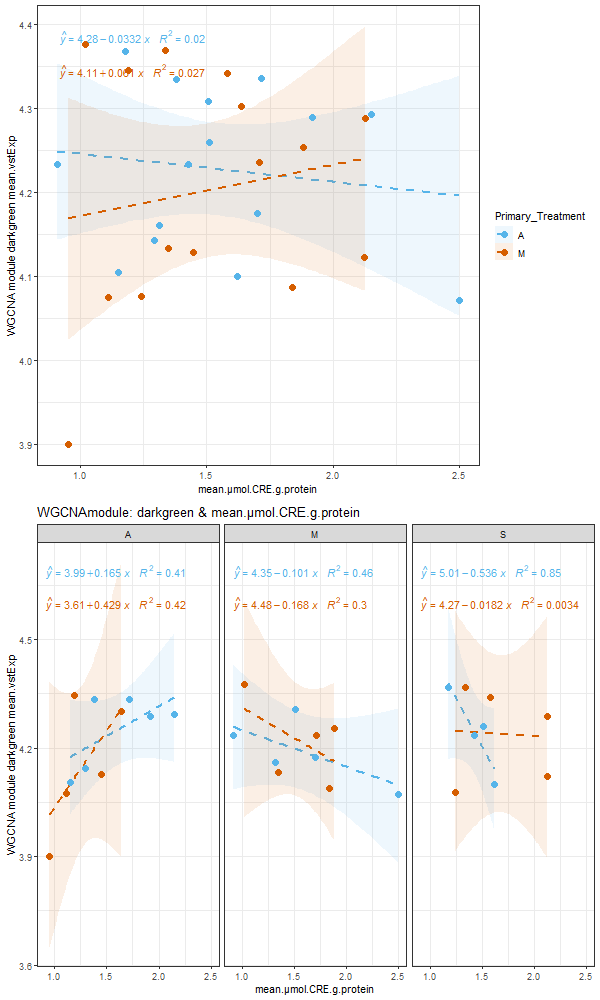 4.4
4.3
4.2
4.1
4.0
3.9
WGCNA module darkgreen mean.vstExp
ŷ = 4.28 − 0.0332 x R² = 0.02
ŷ = 4.11 + 0.061 x R² = 0.027
1.0 1.5 2.0 2.5
mean.µmol.CRE.g.protein
Primary_Treatment
A
M
WGCNAmodule: darkgreen & mean.µmol.CRE.g.protein
A M S
ŷ = 3.99 + 0.165 x R² = 0.41 ŷ = 4.35 − 0.101 x R² = 0.46 ŷ = 5.01 − 0.536 x R² = 0.85
ŷ = 3.61 + 0.429 x R² = 0.42 ŷ = 4.48 − 0.168 x R² = 0.3 ŷ = 4.27 − 0.0182 x R² = 0.0034
4.5
4.2
3.9
3.6
WGCNA module darkgreen mean.vstExp
1.0 1.5 2.0 2.5 1.0 1.5 2.0 2.5 1.0 1.5 2.0 2.5
mean.µmol.CRE.g.protein